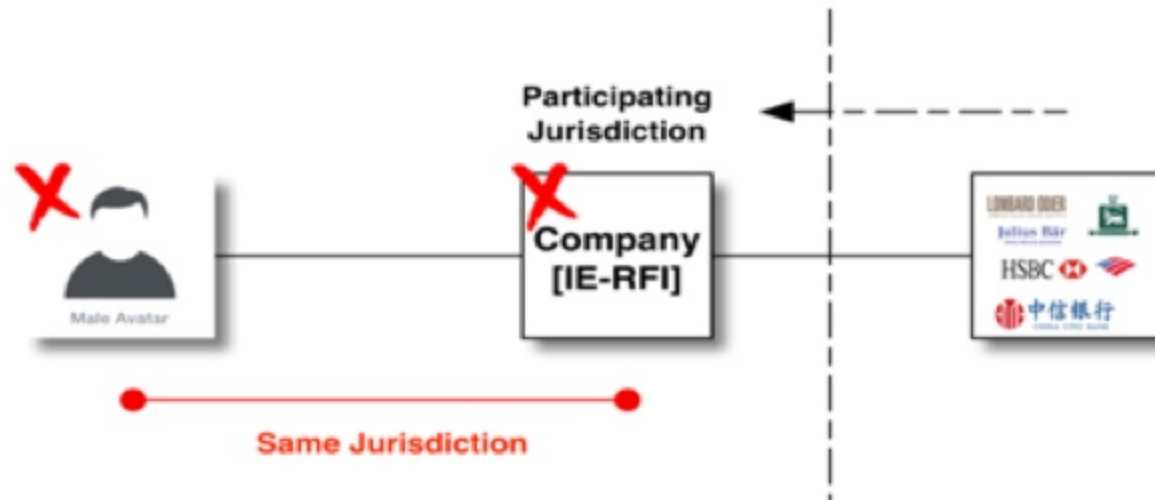 Participating
Jurisdiction
Male Avatar
Company
[IE-RFI]
LOMBARD ODIER
Julius Bär
HSBC
中信银行
CHINA CITIC BANK
Same Jurisdiction